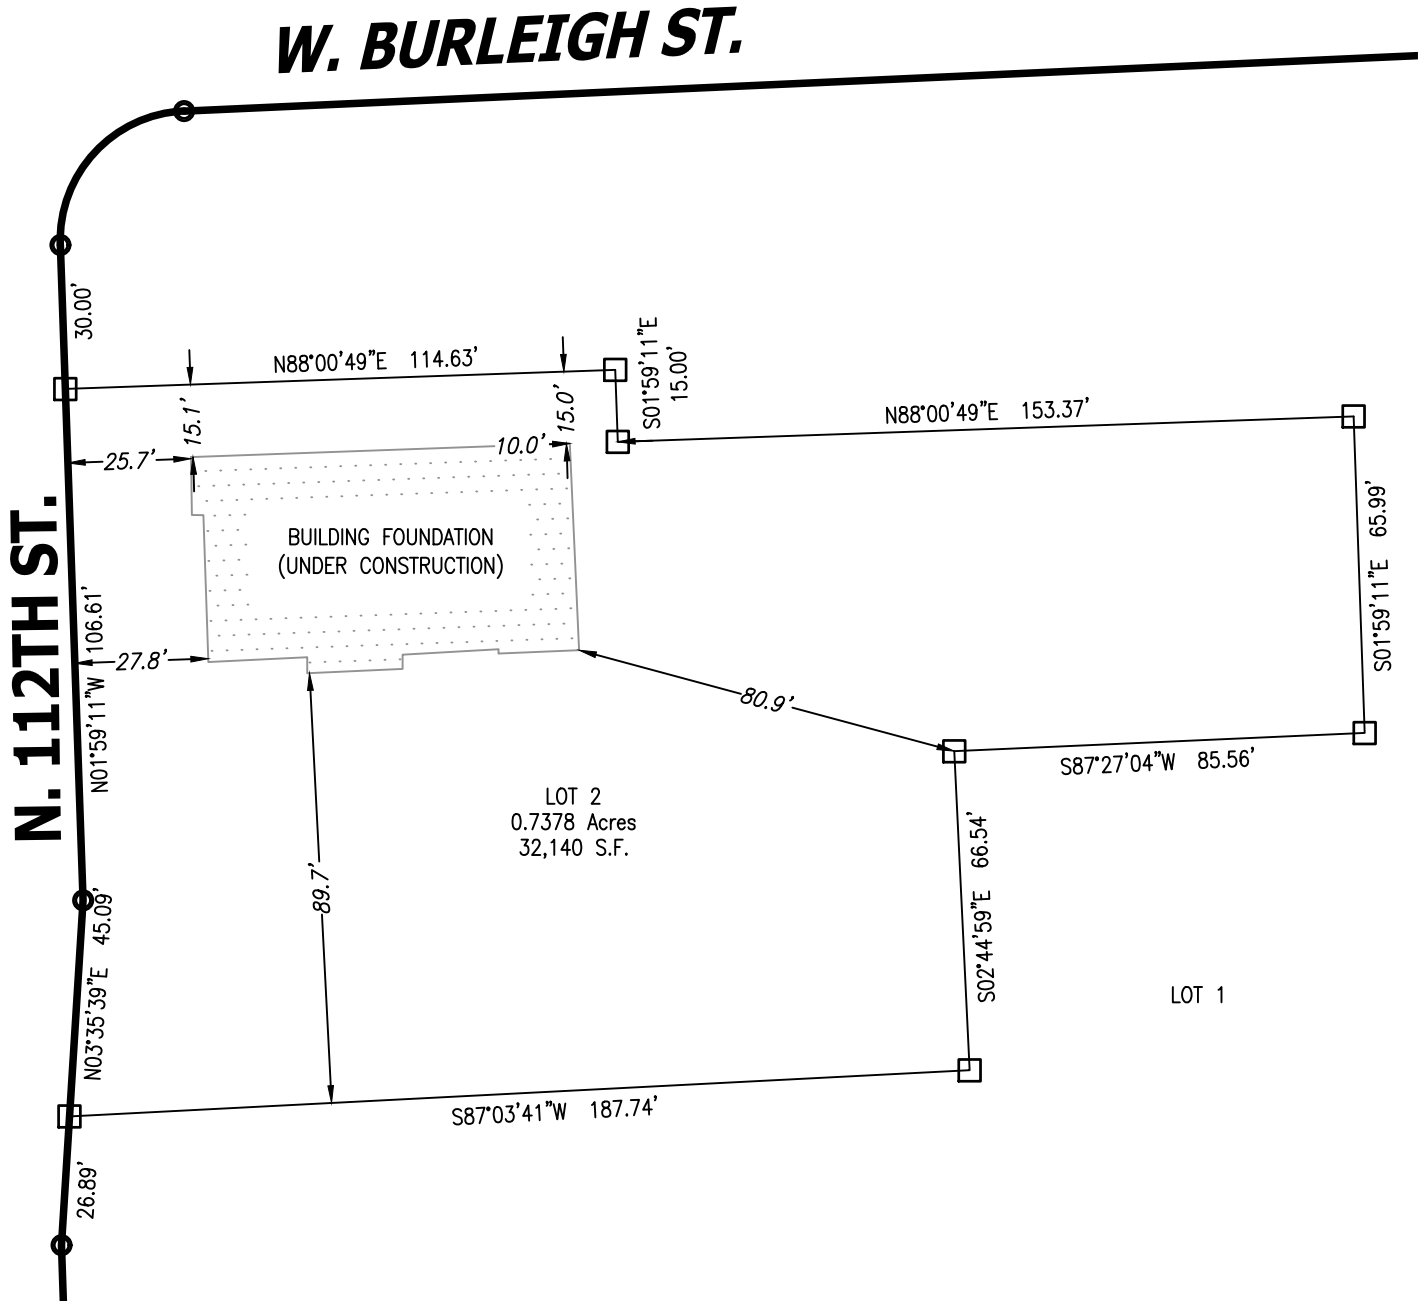 W. BURLEIGH ST.
30.00'
N88°00'49"E 114.63'
S01°59'11"E
15.00'
15.1'
15.0'
N88°00'49"E 153.37'
10.0'
25.7'
BUILDING FOUNDATION
(UNDER CONSTRUCTION)
S01°59'11"E 65.99'
N. 112TH ST.
N01°59'11"W 106.61'
27.8'
80.9'
S87°27'04"W 85.56'
LOT 2
0.7378 Acres
32,140 S.F.
89.7'
S02°44'59"E 66.54'
N03°35'39"E 45.09'
LOT 1
S87°03'41"W 187.74'
26.89'